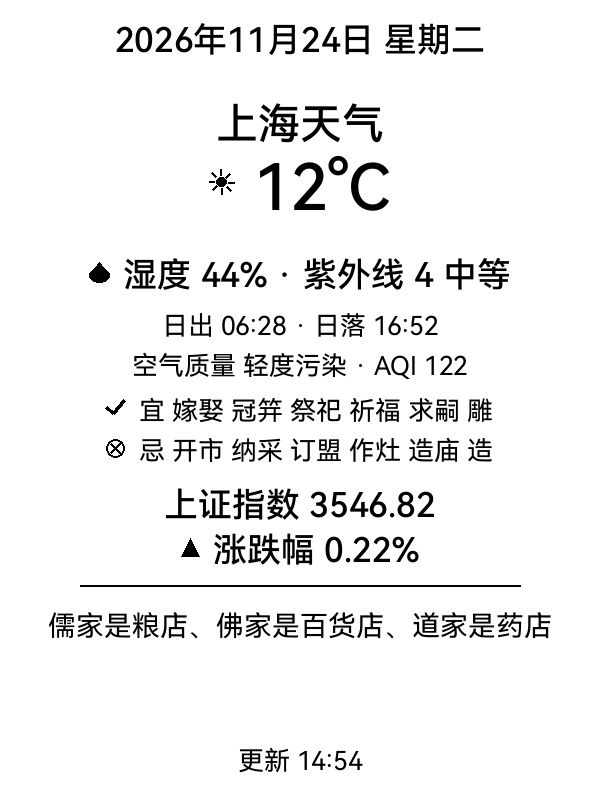 2026年11月24日 星期二
上海天气
12°C
湿度 44% · 紫外线 4 中等
日出 06:28 · 日落 16:52
空气质量 轻度污染 · AQI 122
宜 嫁娶 冠笄 祭祀 祈福 求嗣 雕
忌 开市 纳采 订盟 作灶 造庙 造
上证指数 3546.82
▲ 涨跌幅 0.22%
儒家是粮店、佛家是百货店、道家是药店
更新 14:54